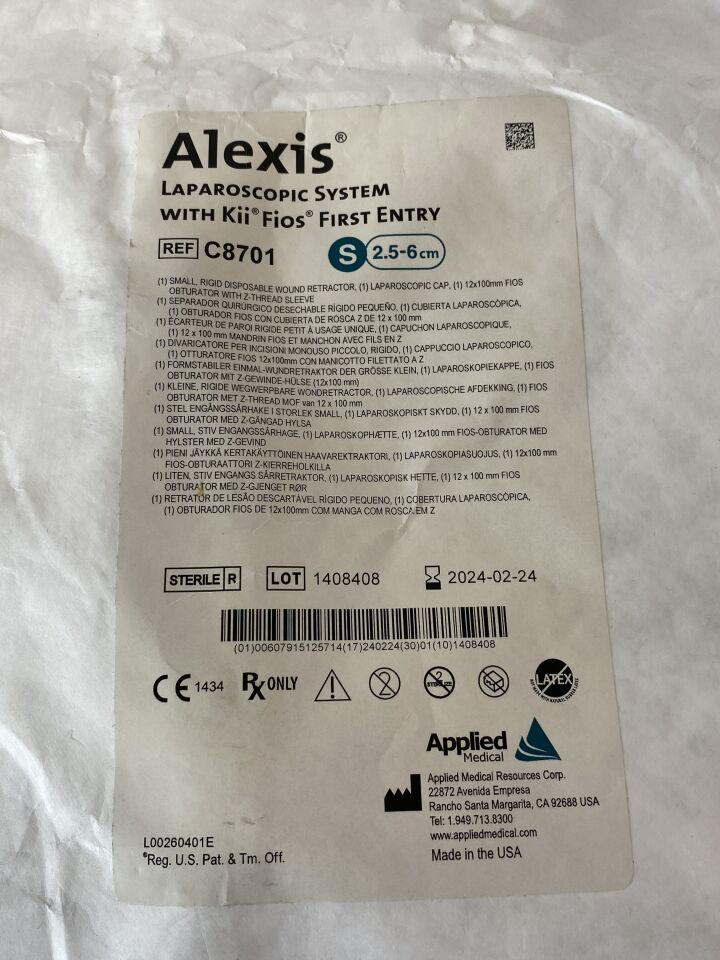 Alexis®
LAPAROSCOPIC SYSTEM
WITH Kii® Fios® FIRST ENTRY
REF C8701 S 2.5-6cm
(1) SMALL, RIGID DISPOSABLE WOUND RETRACTOR, (1) LAPAROSCOPIC CAP, (1) 12x100mm FIOS
OBTURATOR WITH Z-THREAD SLEEVE
(1) SEPARADOR QUIRÚRGICO DESECHABLE RÍGIDO PEQUEÑO, (1) CUBIERTA LAPAROSCÓPICA,
(1) OBTURADOR FIOS CON CUBIERTA DE ROSCA Z DE 12 x 100 mm
(1) ÉCARTEUR DE PAROI RIGIDE PETIT À USAGE UNIQUE, (1) CAPUCHON LAPAROSCOPIQUE,
(1) 12 x 100 mm MANDRIN FIOS ET MANCHON AVEC FILS EN Z
(1) DIVARICATORE PER INCISIONI MONOUSO PICCOLO, RIGIDO, (1) CAPPUCCIO LAPAROSCOPICO,
(1) OTTURATORE FIOS 12x100mm CON MANICOTTO FILETTATO A Z
(1) FORMSTABILER EINMAL-WUNDRETRAKTOR DER GRÖSSE KLEIN, (1) LAPAROSKOPIEKAPPE, (1) FIOS
OBTURATOR MIT Z-GEWINDE-HÜLSE (12x100mm)
(1) KLEINE, RIGIDE WEGWERPBARE WONDRETRACTOR, (1) LAPAROSCOPISCHE AFDEKKING, (1) FIOS
OBTURATOR MET Z-THREAD MOF van 12 x 100 mm
(1) STEL ENGÅNGSSÅRHAKE I STORLEK SMALL, (1) LAPAROSKOPISKT SKYDD, (1) 12 x 100 mm FIOS
OBTURATOR MED Z-GÄNGAD HYLSA
(1) SMALL, STIV ENGANGSSÅRHAGE, (1) LAPAROSKOPHÆTTE, (1) 12x100 mm FIOS-OBTURATOR MED
HYLSTER MED Z-GEVIND
(1) PIENI JÄYKKÄ KERTAKÄYTTÖINEN HAAVAREKTRAKTORI, (1) LAPAROSKOPIASUOJUS, (1) 12x100mm
FIOS-OBTURAATTORI Z-KIERREHOLKILLA
(1) LITEN, STIV ENGANGS SÅRRETRAKTOR, (1) LAPAROSKOPISK HETTE, (1) 12 x 100 mm FIOS
OBTURATOR MED Z-GJENGET RØR
(1) RETRATOR DE LESÃO DESCARTÁVEL RÍGIDO PEQUENO, (1) COBERTURA LAPAROSCÓPICA,
(1) OBTURADOR FIOS DE 12x100mm COM MANGA COM ROSCA EM Z
STERILE R LOT 1408408 2024-02-24
(01)00607915125714(17)240224(30)01(10)1408408
CE 1434 Rx ONLY 2 2 STERILIZE LATEX
NOT MADE WITH NATURAL RUBBER LATEX
Applied
Medical
Applied Medical Resources Corp.
22872 Avenida Empresa
Rancho Santa Margarita, CA 92688 USA
Tel: 1.949.713.8300
www.appliedmedical.com
Made in the USA
L00260401E
®Reg. U.S. Pat. & Tm. Off.